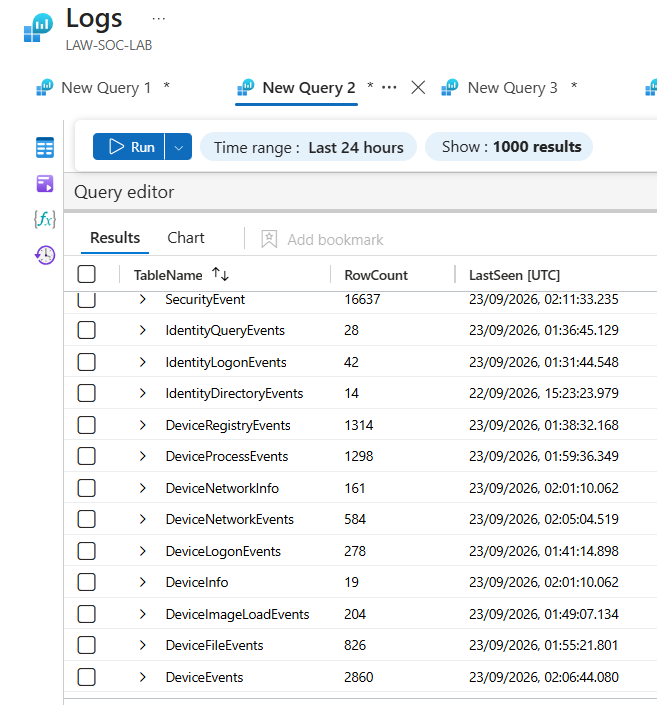 Logs ...
LAW-SOC-LAB
New Query 1 * New Query 2 * ... New Query 3 *
Run Time range : Last 24 hours Show : 1000 results
Query editor
{fx}
Results Chart Add bookmark
TableName RowCount LastSeen [UTC]
SecurityEvent 16637 23/09/2026, 02:11:33.235
IdentityQueryEvents 28 23/09/2026, 01:36:45.129
IdentityLogonEvents 42 23/09/2026, 01:31:44.548
IdentityDirectoryEvents 14 22/09/2026, 15:23:23.979
DeviceRegistryEvents 1314 23/09/2026, 01:38:32.168
DeviceProcessEvents 1298 23/09/2026, 01:59:36.349
DeviceNetworkInfo 161 23/09/2026, 02:01:10.062
DeviceNetworkEvents 584 23/09/2026, 02:05:04.519
DeviceLogonEvents 278 23/09/2026, 01:41:14.898
DeviceInfo 19 23/09/2026, 02:01:10.062
DeviceImageLoadEvents 204 23/09/2026, 01:49:07.134
DeviceFileEvents 826 23/09/2026, 01:55:21.801
DeviceEvents 2860 23/09/2026, 02:06:44.080